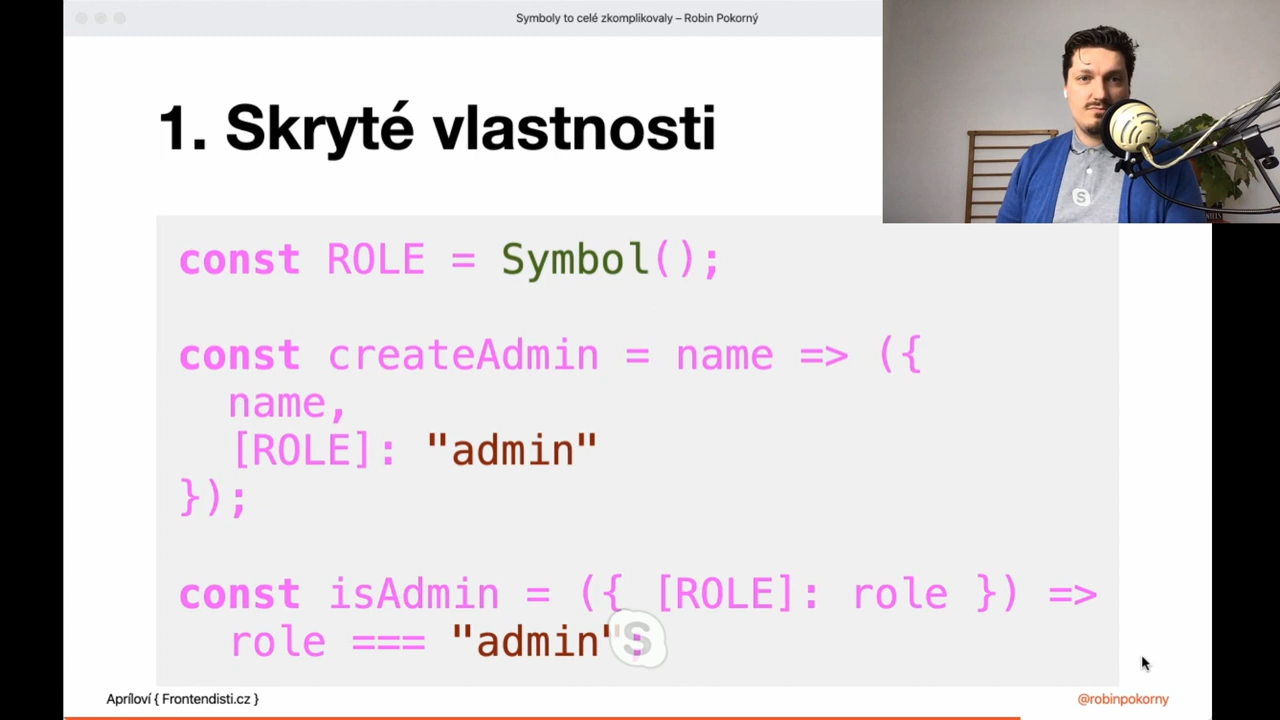 Symboly to celé zkomplikovaly – Robin Pokorný
1. Skryté vlastnosti
const ROLE = Symbol();
const createAdmin = name => ({
name,
[ROLE]: "admin"
});
const isAdmin = ({ [ROLE]: role }) =>
role === "admin";
Apríloví { Frontendisti.cz }
@robinpokorny